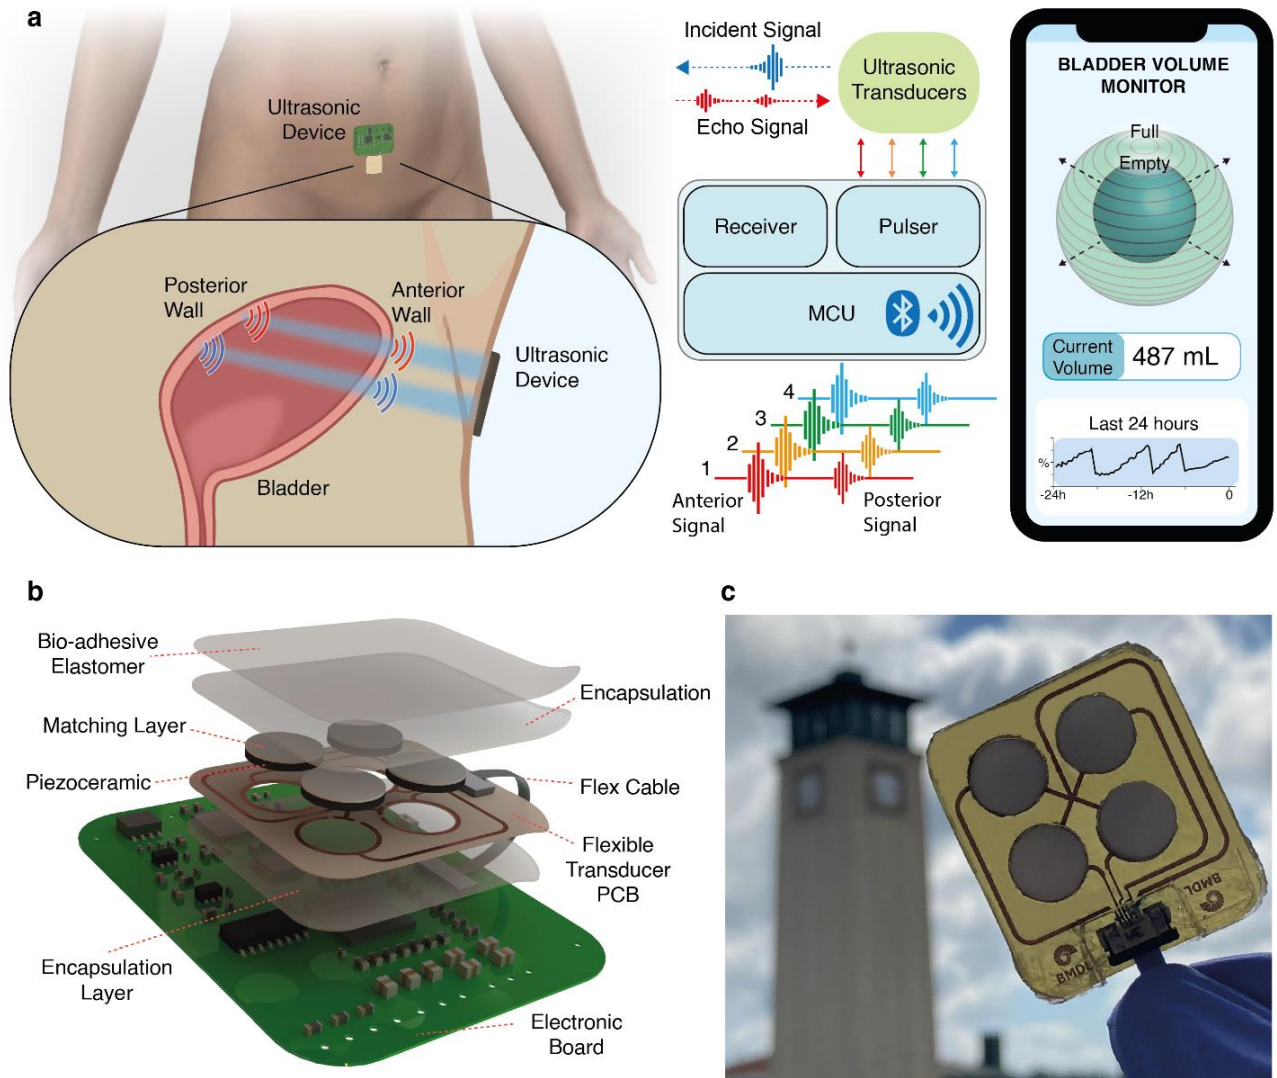 a
Ultrasonic
Device
Posterior
Wall
Anterior
Wall
Ultrasonic
Device
Bladder
Incident Signal
Echo Signal
Ultrasonic
Transducers
Receiver
Pulser
MCU
4
3
2
1
Anterior
Signal
Posterior
Signal
BLADDER VOLUME
MONITOR
Full
Empty
Current
Volume
487 mL
Last 24 hours
%
-24h
-12h
0
b
Bio-adhesive
Elastomer
Encapsulation
Matching Layer
Piezoceramic
Flex Cable
Flexible
Transducer
PCB
Encapsulation
Layer
Electronic
Board
c
BMDL
BMDL